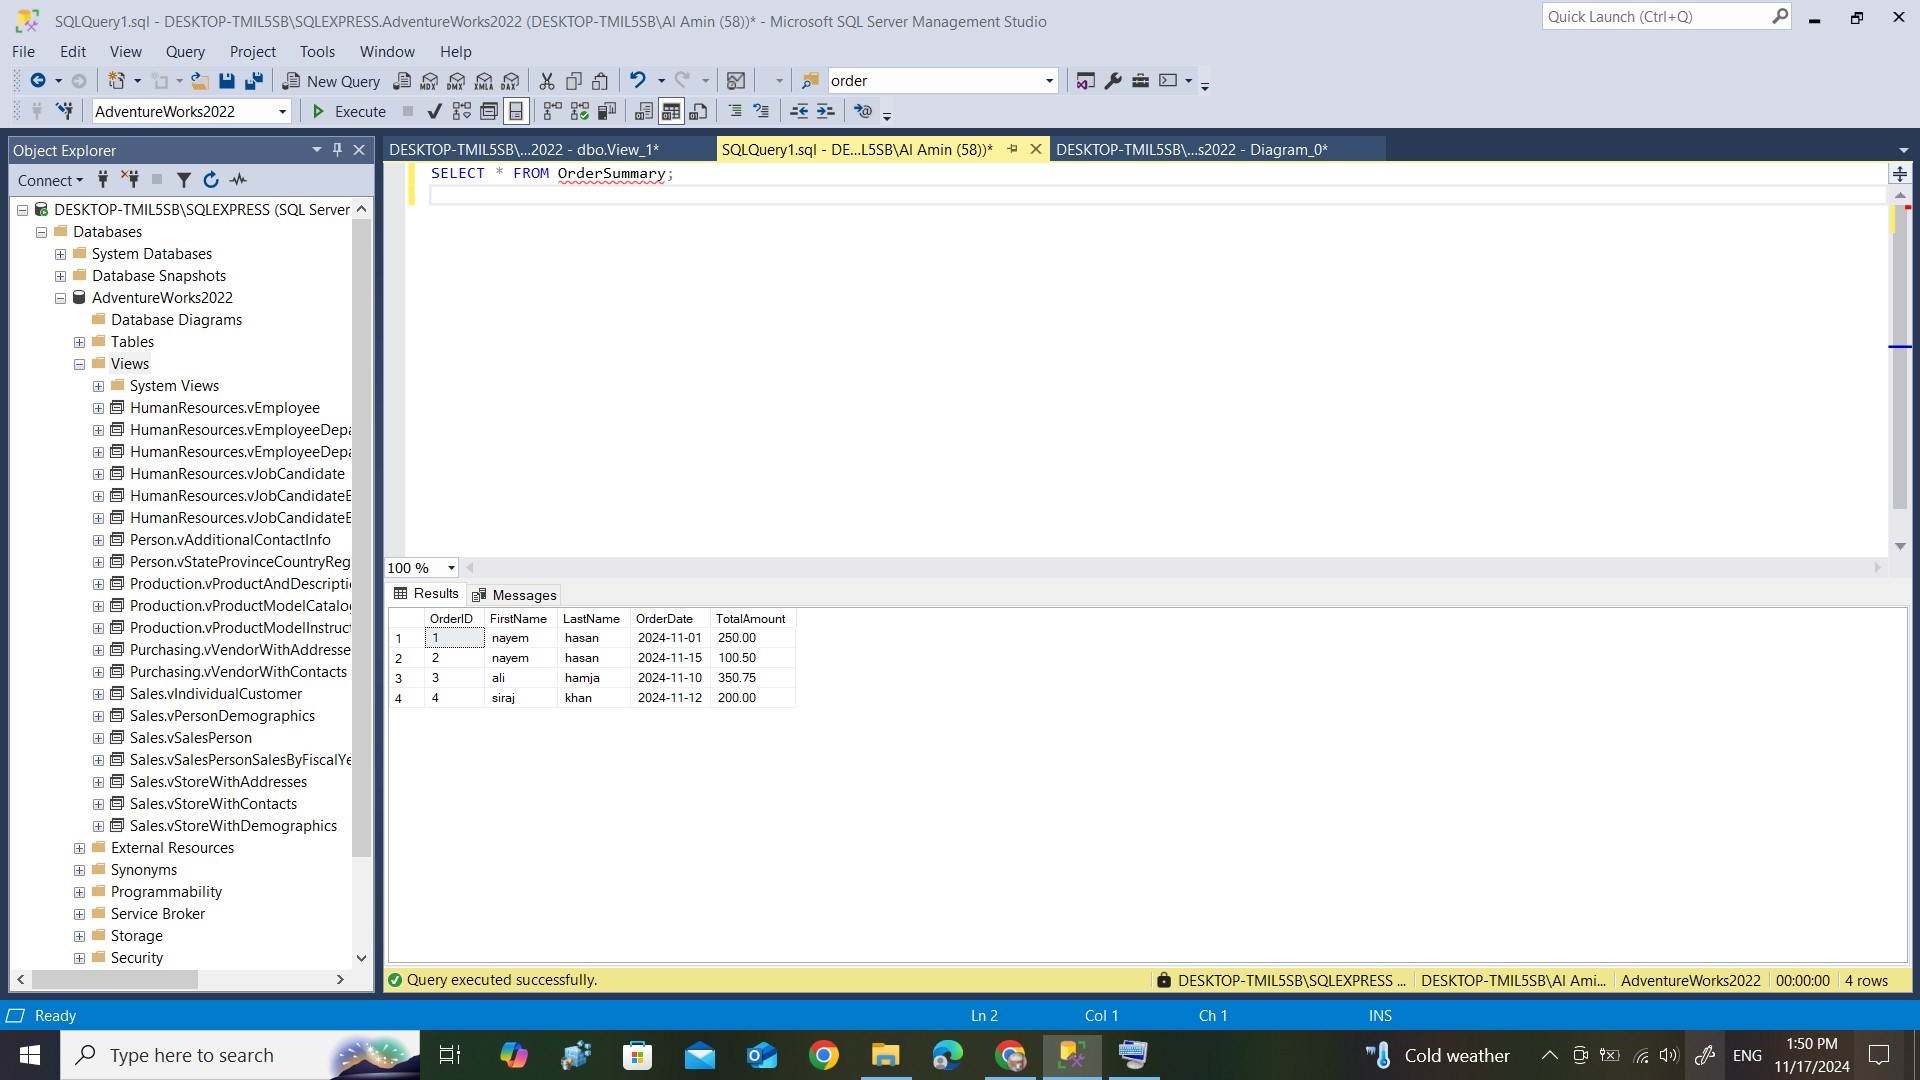 SQLQuery1.sql - DESKTOP-TMIL5SB\SQLEXPRESS.AdventureWorks2022 (DESKTOP-TMIL5SB\Al Amin (58))* - Microsoft SQL Server Management Studio
Quick Launch (Ctrl+Q)
File Edit View Query Project Tools Window Help
New Query MDX DMX XMLA DAX order
AdventureWorks2022 Execute
Object Explorer
DESKTOP-TMIL5SB\...2022 - dbo.View_1* SQLQuery1.sql - DE...L5SB\Al Amin (58))* DESKTOP-TMIL5SB\...s2022 - Diagram_0*
Connect
SELECT * FROM OrderSummary;
DESKTOP-TMIL5SB\SQLEXPRESS (SQL Server
Databases
System Databases
Database Snapshots
AdventureWorks2022
Database Diagrams
Tables
Views
System Views
HumanResources.vEmployee
HumanResources.vEmployeeDepa
HumanResources.vEmployeeDepa
HumanResources.vJobCandidate
HumanResources.vJobCandidateE
HumanResources.vJobCandidateE
Person.vAdditionalContactInfo
Person.vStateProvinceCountryReg
Production.vProductAndDescripti
Production.vProductModelCatalo
Production.vProductModelInstruct
Purchasing.vVendorWithAddresse
Purchasing.vVendorWithContacts
Sales.vIndividualCustomer
Sales.vPersonDemographics
Sales.vSalesPerson
Sales.vSalesPersonSalesByFiscalYe
Sales.vStoreWithAddresses
Sales.vStoreWithContacts
Sales.vStoreWithDemographics
External Resources
Synonyms
Programmability
Service Broker
Storage
Security
100 %
Results Messages
OrderID FirstName LastName OrderDate TotalAmount
1 1 nayem hasan 2024-11-01 250.00
2 2 nayem hasan 2024-11-15 100.50
3 3 ali hamja 2024-11-10 350.75
4 4 siraj khan 2024-11-12 200.00
Query executed successfully. DESKTOP-TMIL5SB\SQLEXPRESS ... DESKTOP-TMIL5SB\Al Ami... AdventureWorks2022 00:00:00 4 rows
Ready Ln 2 Col 1 Ch 1 INS
Type here to search Cold weather ENG
1:50 PM
11/17/2024